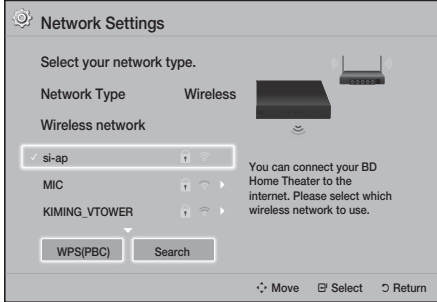 Network Settings
Select your network type.
Network Type Wireless
Wireless network
si-ap
MIC
KIMING_VTOWER
WPS(PBC) Search
You can connect your BD
Home Theater to the
internet. Please select which
wireless network to use.
Move Select Return